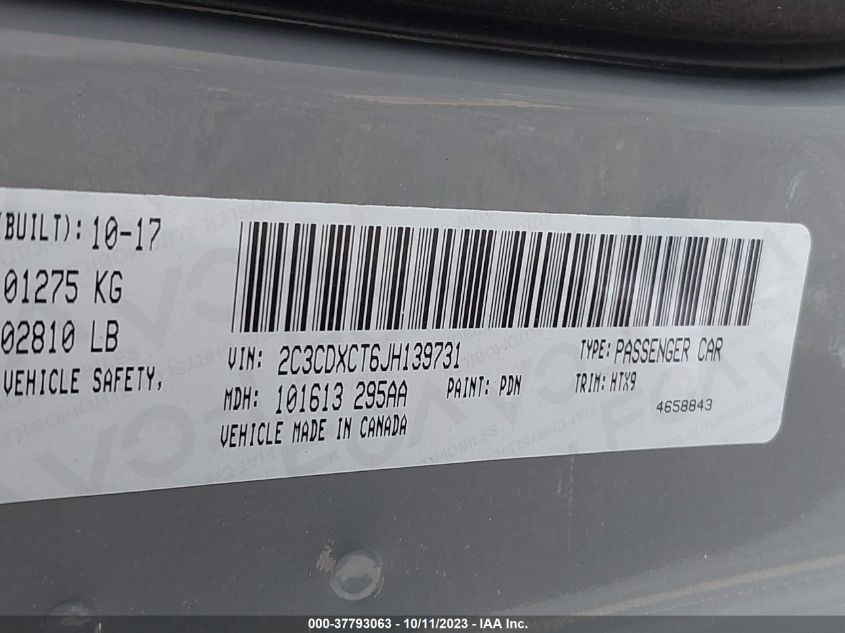 (BUILT): 10-17
01275 KG
02810 LB
VEHICLE SAFETY,
VIN: 2C3CDXCT6JH139731
TYPE: PASSENGER CAR
MDH: 101613 295AA
PAINT: PDN
TRIM: HTX9
VEHICLE MADE IN CANADA
4658843
000-37793063 - 10/11/2023 - IAA Inc.